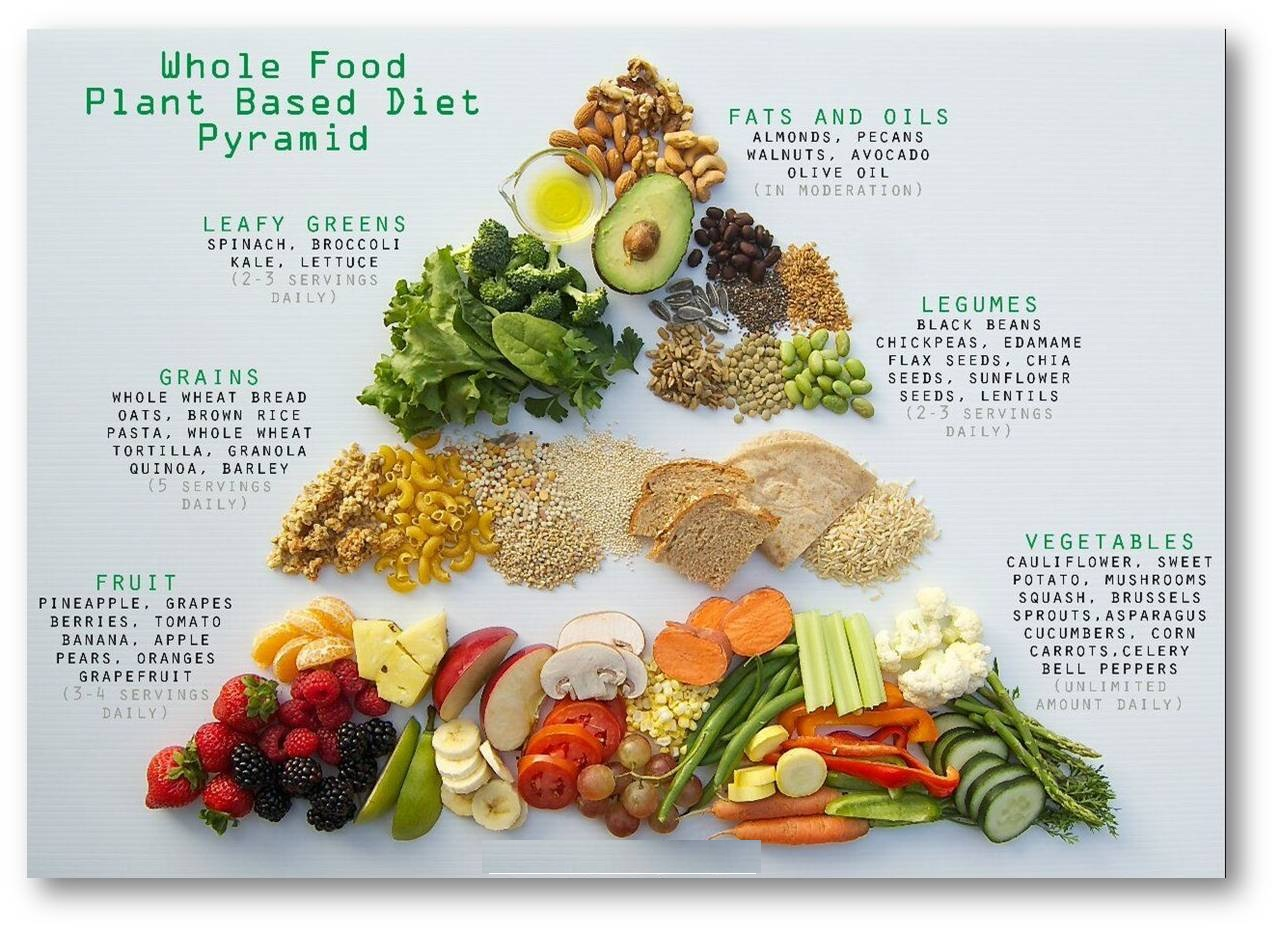 Whole Food
Plant Based Diet
Pyramid
FATS AND OILS
ALMONDS, PECANS
WALNUTS, AVOCADO
OLIVE OIL
(IN MODERATION)
LEAFY GREENS
SPINACH, BROCCOLI
KALE, LETTUCE
(2-3 SERVINGS
DAILY)
LEGUMES
BLACK BEANS
CHICKPEAS, EDAMAME
FLAX SEEDS, CHIA
SEEDS, SUNFLOWER
SEEDS, LENTILS
(2-3 SERVINGS
DAILY)
GRAINS
WHOLE WHEAT BREAD
OATS, BROWN RICE
PASTA, WHOLE WHEAT
TORTILLA, GRANOLA
QUINOA, BARLEY
(5 SERVINGS
DAILY)
VEGETABLES
CAULIFLOWER, SWEET
POTATO, MUSHROOMS
SQUASH, BRUSSELS
SPROUTS,ASPARAGUS
CUCUMBERS, CORN
CARROTS,CELERY
BELL PEPPERS
(UNLIMITED
AMOUNT DAILY)
FRUIT
PINEAPPLE, GRAPES
BERRIES, TOMATO
BANANA, APPLE
PEARS, ORANGES
GRAPEFRUIT
(3-4 SERVINGS
DAILY)